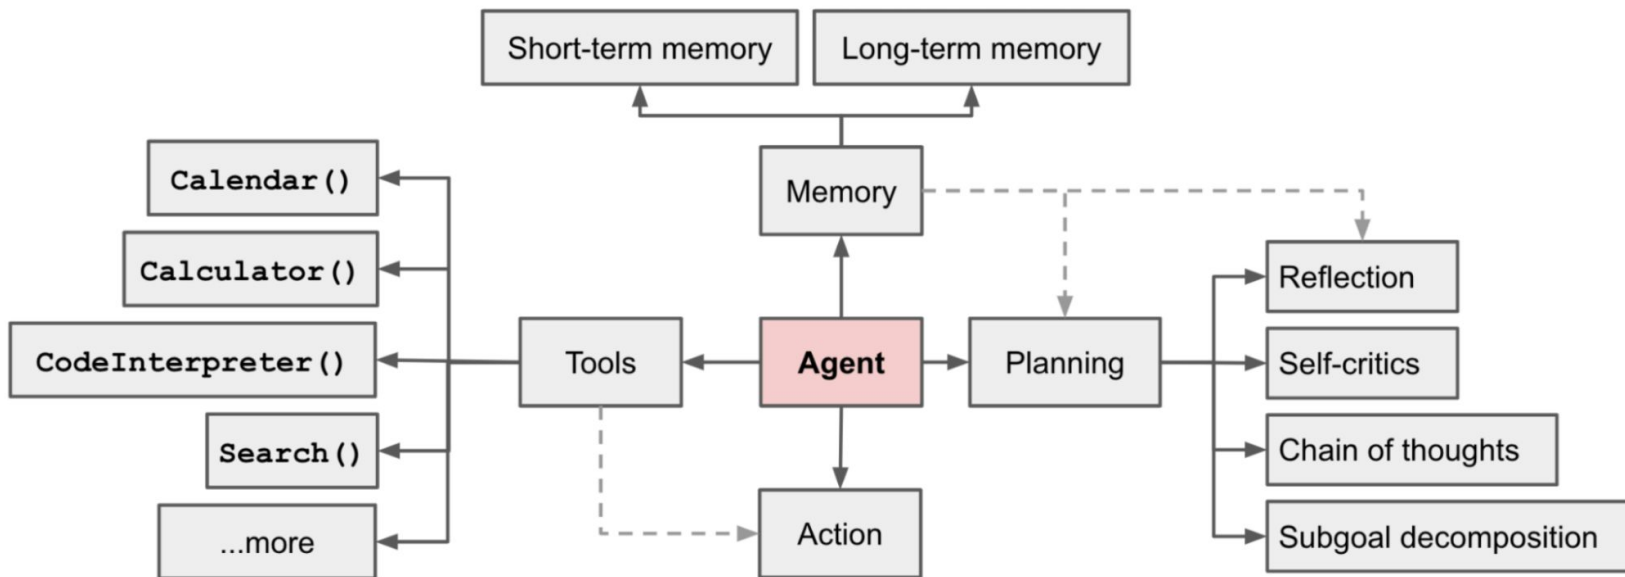 Short-term memory
Long-term memory
Calendar()
Memory
Calculator()
Reflection
CodeInterpreter()
Tools
Agent
Planning
Self-critics
Search()
Chain of thoughts
...more
Action
Subgoal decomposition